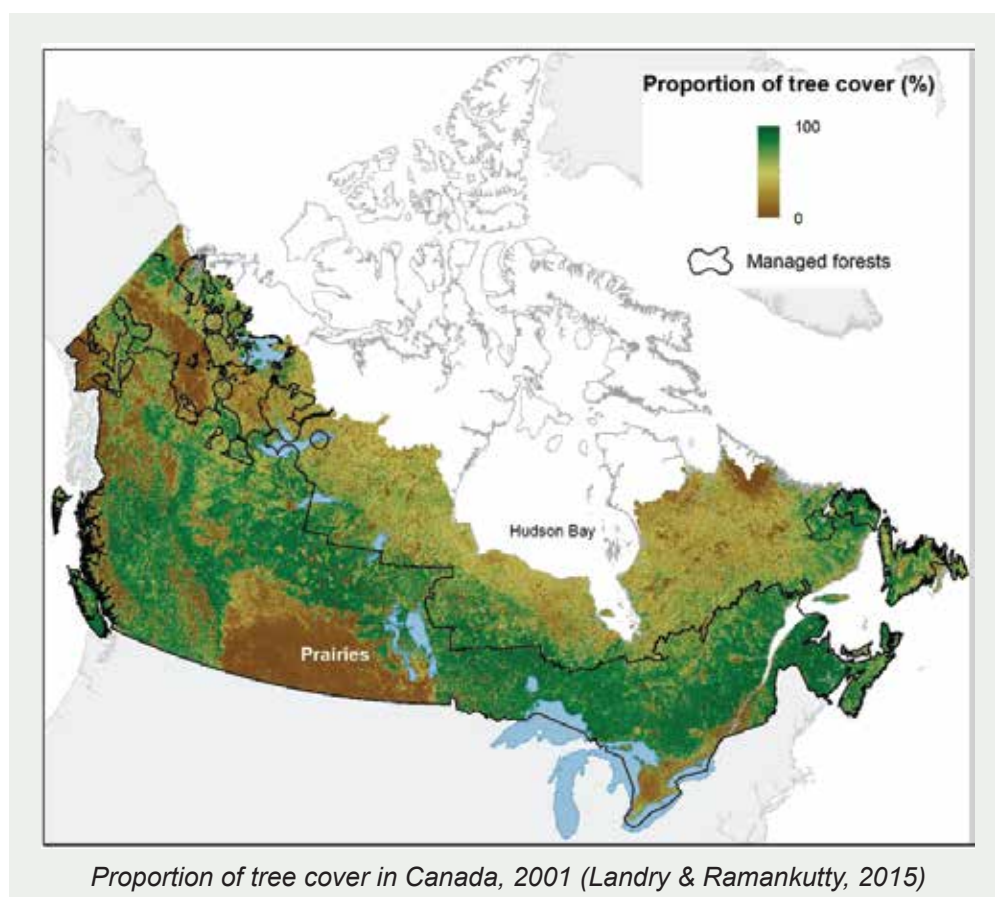 Proportion of tree cover (%)
100
0
Managed forests
Hudson Bay
Prairies
Proportion of tree cover in Canada, 2001 (Landry & Ramankutty, 2015)